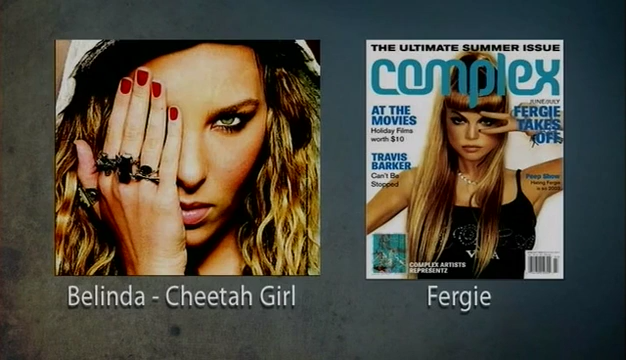 THE ULTIMATE SUMMER ISSUE
complex
JUNE/JULY
FERGIE
TAKES
OFF
AT THE
MOVIES
Holiday Films
worth $10
TRAVIS
BARKER
Can't Be
Stopped
Peep Show
COMPLEX ARTISTS
REPRESENTZ
Belinda - Cheetah Girl
Fergie